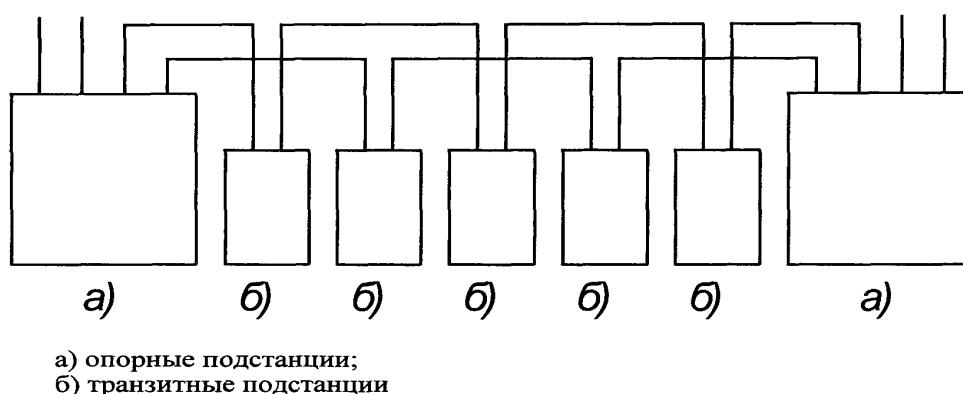 а) б) б) б) б) б) а)
а) опорные подстанции;
б) транзитные подстанции